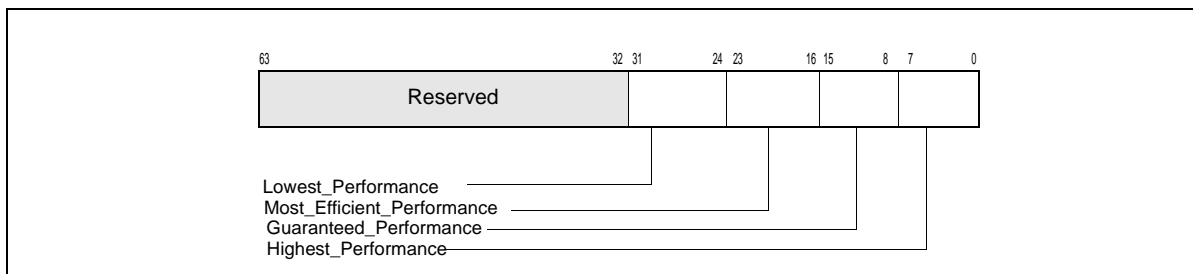 63 32 31 24 23 16 15 8 7 0
Reserved
Lowest_Performance
Most_Efficient_Performance
Guaranteed_Performance
Highest_Performance